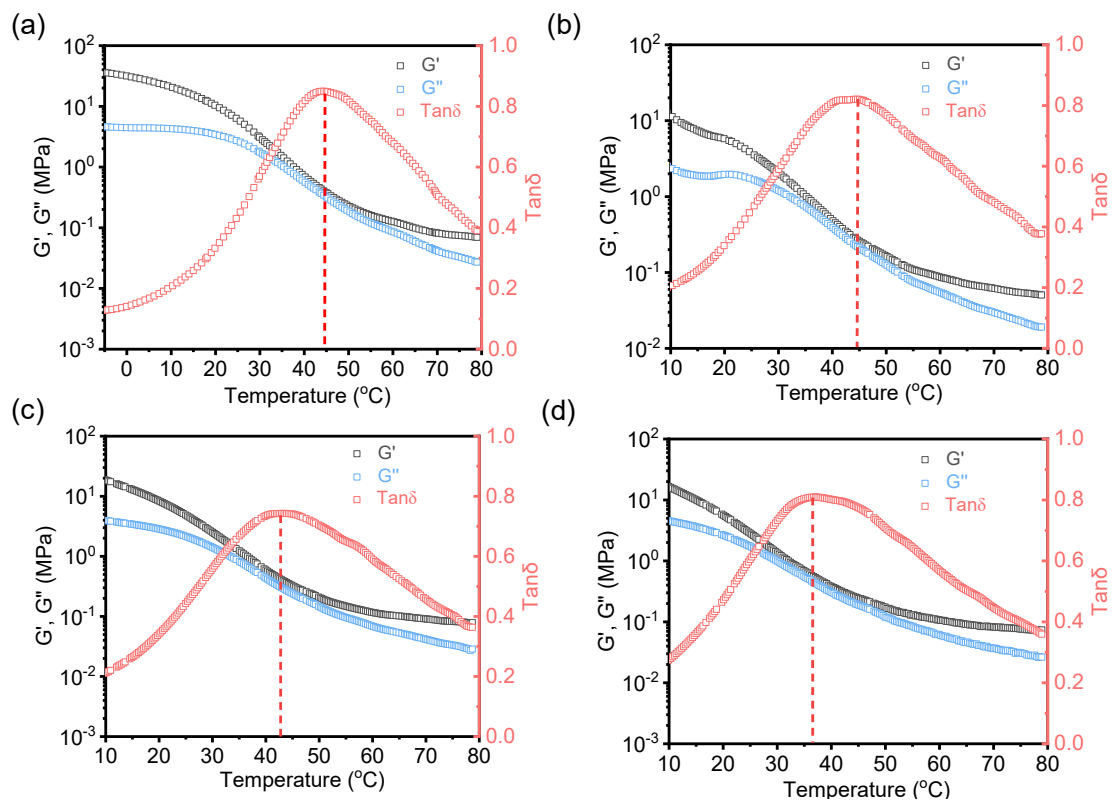 (a)
G', G'' (MPa)
10²
10¹
10⁰
10⁻¹
10⁻²
10⁻³
G'
G''
Tanδ
1.0
0.8
0.6
0.4
0.2
0.0
Tanδ
0 10 20 30 40 50 60 70 80
Temperature (°C)
(b)
G', G'' (MPa)
10²
10¹
10⁰
10⁻¹
10⁻²
G'
G''
Tanδ
1.0
0.8
0.6
0.4
0.2
0.0
Tanδ
10 20 30 40 50 60 70 80
Temperature (°C)
(c)
G', G'' (MPa)
10²
10¹
10⁰
10⁻¹
10⁻²
10⁻³
G'
G''
Tanδ
1.0
0.8
0.6
0.4
0.2
0.0
Tanδ
10 20 30 40 50 60 70 80
Temperature (°C)
(d)
G', G'' (MPa)
10²
10¹
10⁰
10⁻¹
10⁻²
10⁻³
G'
G''
Tanδ
1.0
0.8
0.6
0.4
0.2
0.0
Tanδ
10 20 30 40 50 60 70 80
Temperature (°C)